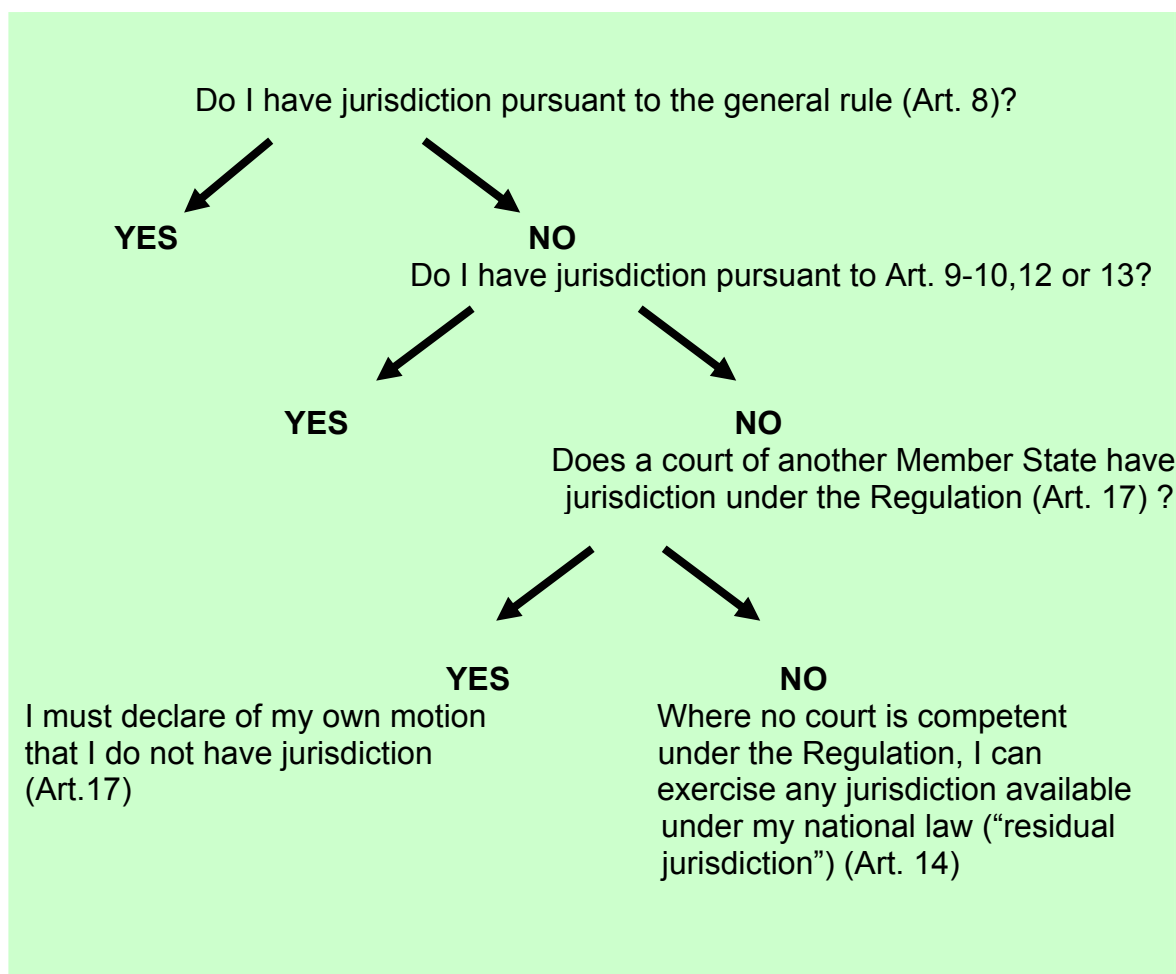 Do I have jurisdiction pursuant to the general rule (Art. 8)?
YES
NO
Do I have jurisdiction pursuant to Art. 9-10,12 or 13?
YES
NO
Does a court of another Member State have
jurisdiction under the Regulation (Art. 17) ?
YES
I must declare of my own motion
that I do not have jurisdiction
(Art.17)
NO
Where no court is competent
under the Regulation, I can
exercise any jurisdiction available
under my national law (“residual
jurisdiction”) (Art. 14)